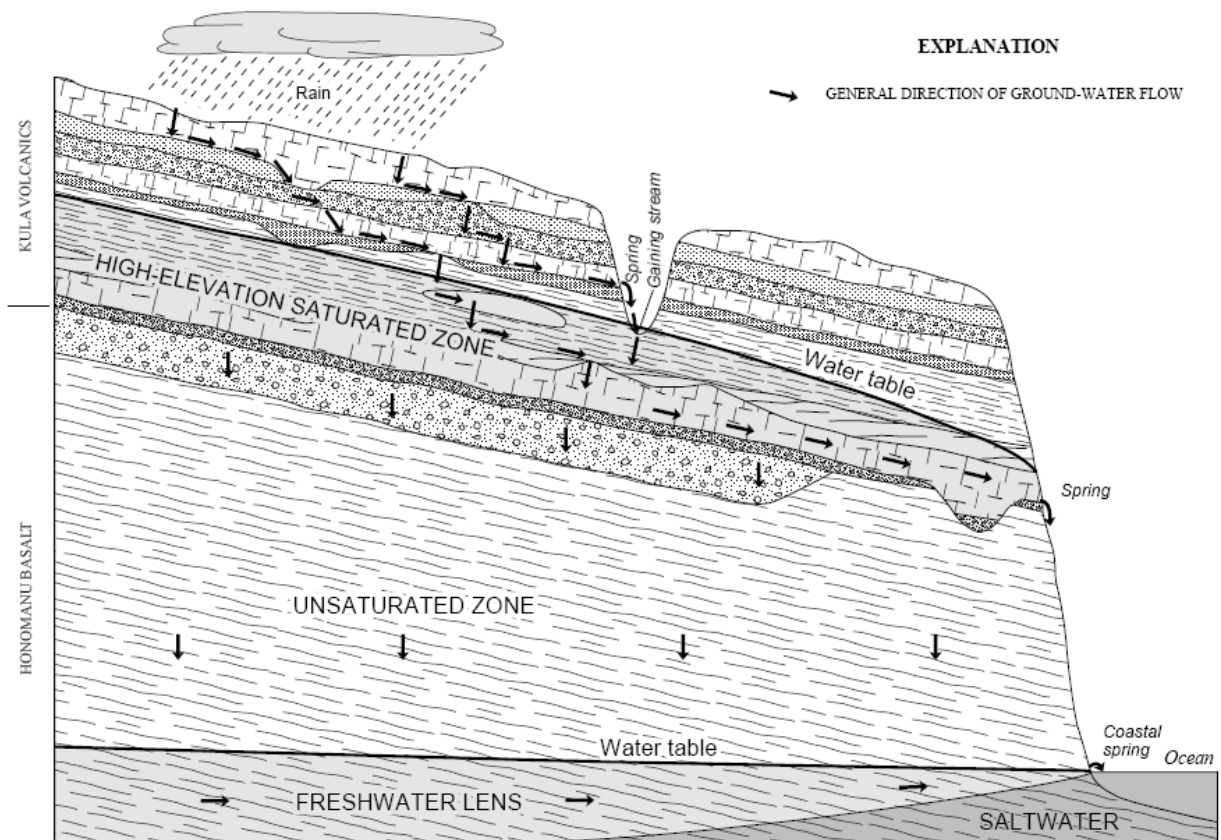 EXPLANATION
GENERAL DIRECTION OF GROUND-WATER FLOW
Rain
KULA VOLCANICS
Spring
Gaining stream
HIGH-ELEVATION SATURATED ZONE
Water table
Spring
HONOMANU BASALT
UNSATURATED ZONE
Water table
Coastal
spring
Ocean
FRESHWATER LENS
SALTWATER